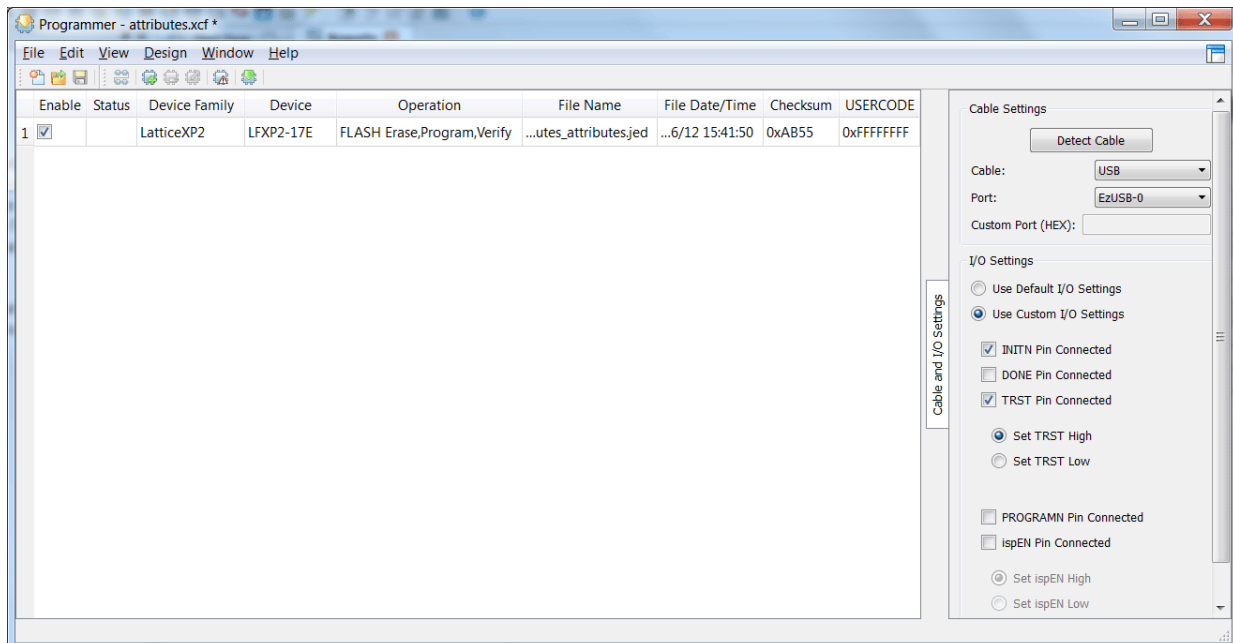 Programmer - attributes.xcf *
File Edit View Design Window Help
Enable Status Device Family Device Operation File Name File Date/Time Checksum USERCODE
1 LatticeXP2 LFXP2-17E FLASH Erase,Program,Verify ...utes_attributes.jed ...6/12 15:41:50 0xAB55 0xFFFFFFFF
Cable and I/O Settings
Cable Settings
Detect Cable
Cable: USB
Port: EzUSB-0
Custom Port (HEX):
I/O Settings
Use Default I/O Settings
Use Custom I/O Settings
INITN Pin Connected
DONE Pin Connected
TRST Pin Connected
Set TRST High
Set TRST Low
PROGRAMN Pin Connected
ispEN Pin Connected
Set ispEN High
Set ispEN Low